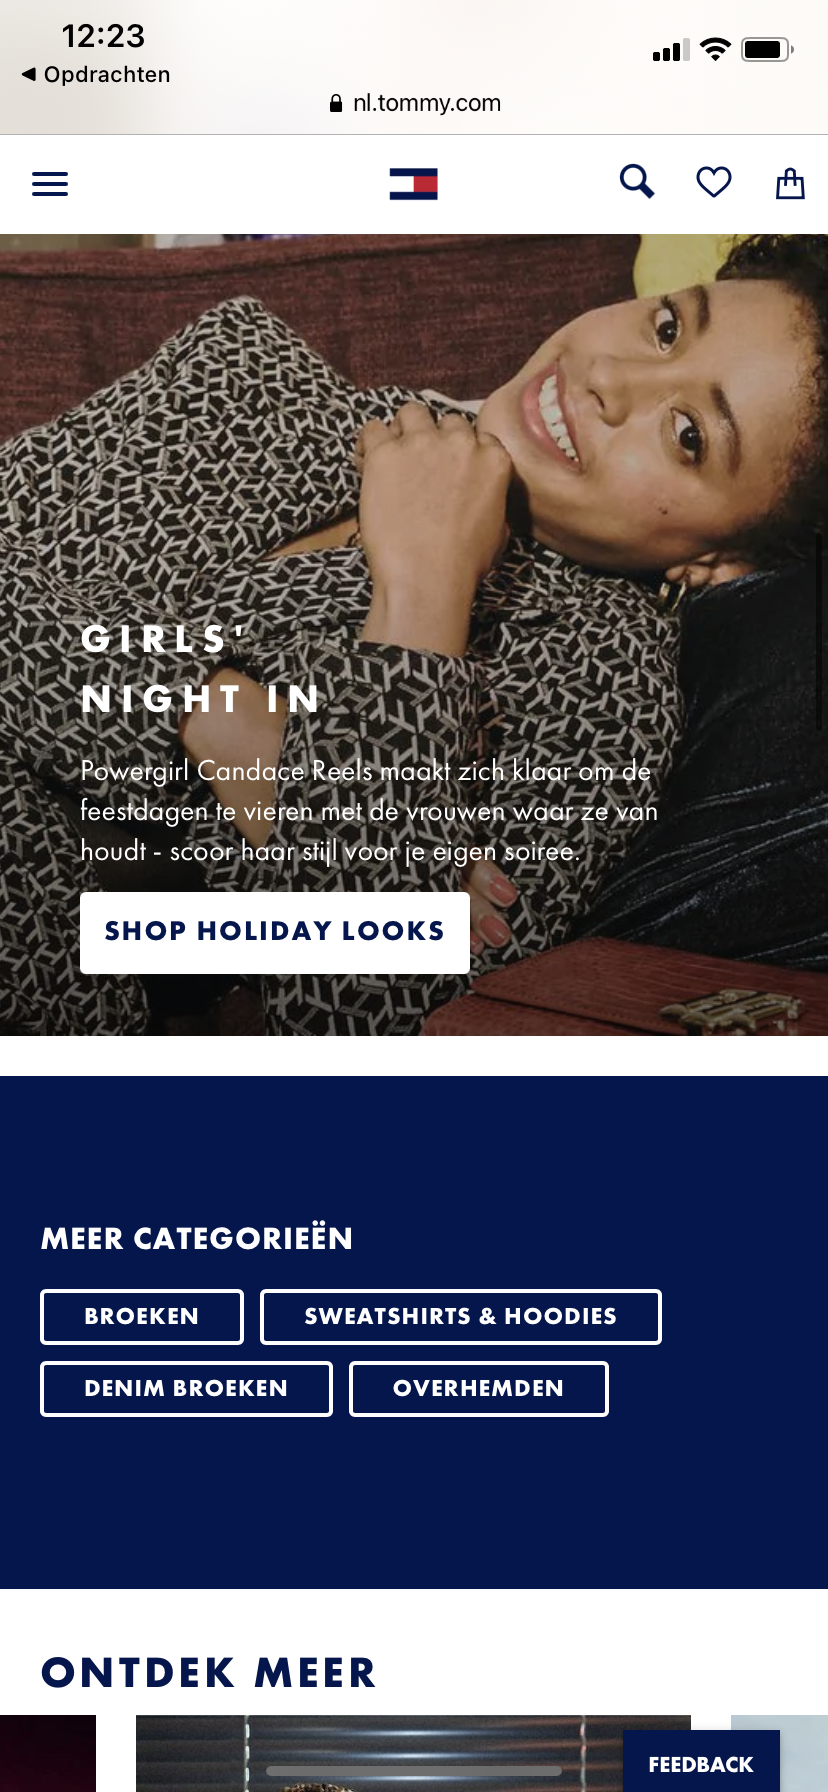 12:23
◀ Opdrachten
nl.tommy.com
GIRLS'
NIGHT IN
Powergirl Candace Reels maakt zich klaar om de
feestdagen te vieren met de vrouwen waar ze van
houdt - scoor haar stijl voor je eigen soiree.
SHOP HOLIDAY LOOKS
MEER CATEGORIEËN
BROEKEN
SWEATSHIRTS & HOODIES
DENIM BROEKEN
OVERHEMDEN
ONTDEK MEER
FEEDBACK